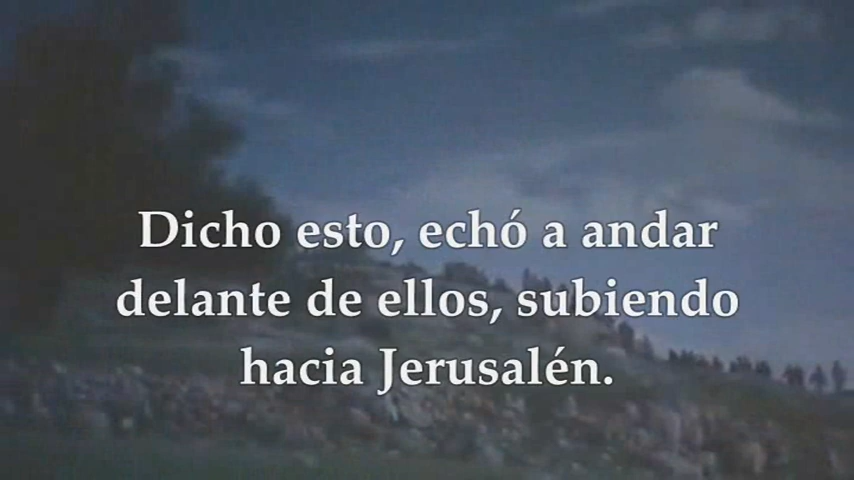 Dicho esto, echó a andar
delante de ellos, subiendo
hacia Jerusalén.